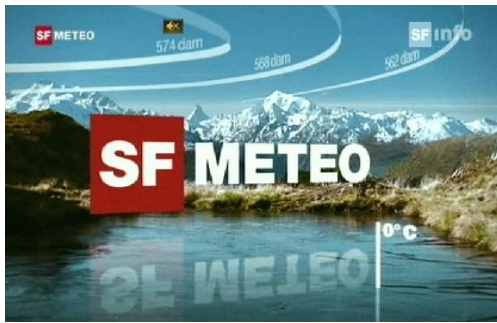 SF METEO
SF info
574 dam
568 dam
562 dam
SF METEO
0°C
SF METEO